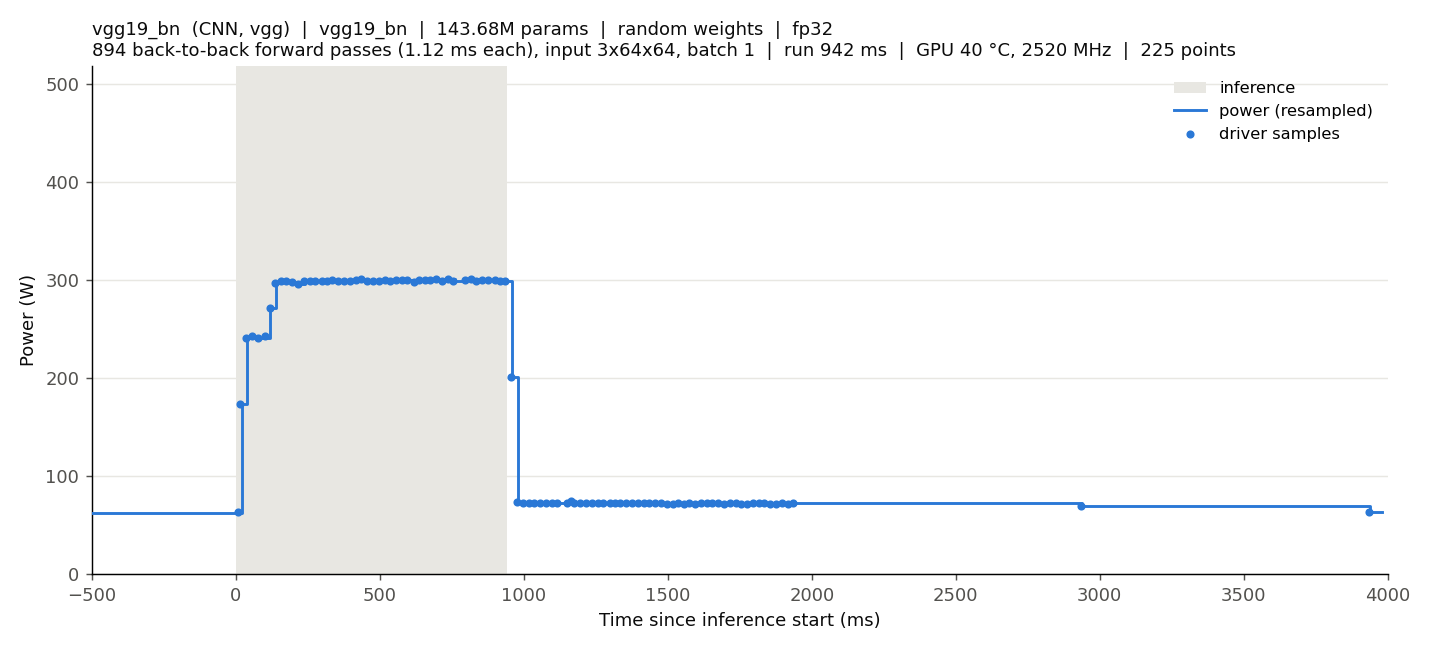 vgg19_bn  (CNN, vgg)  |  vgg19_bn  |  143.68M params  |  random weights  |  fp32
894 back-to-back forward passes (1.12 ms each), input 3x64x64, batch 1  |  run 942 ms  |  GPU 40 °C, 2520 MHz  |  225 points
inference
power (resampled)
driver samples
500
400
300
200
100
0
Power (W)
−500
0
500
1000
1500
2000
2500
3000
3500
4000
Time since inference start (ms)